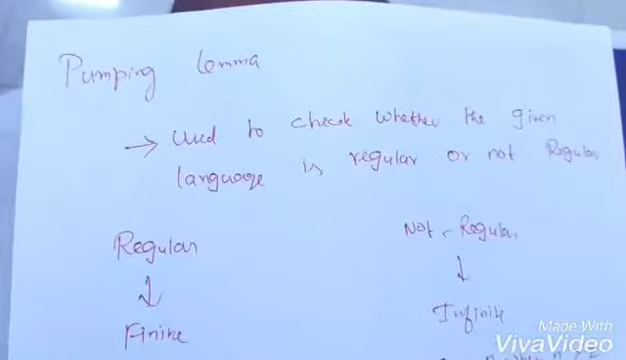 Pumping lemma
→ Used to check whether the given
language is regular or not Regular
Regular
Not - Regular
↓
↓
Finite
Infinite
Made With
VivaVideo